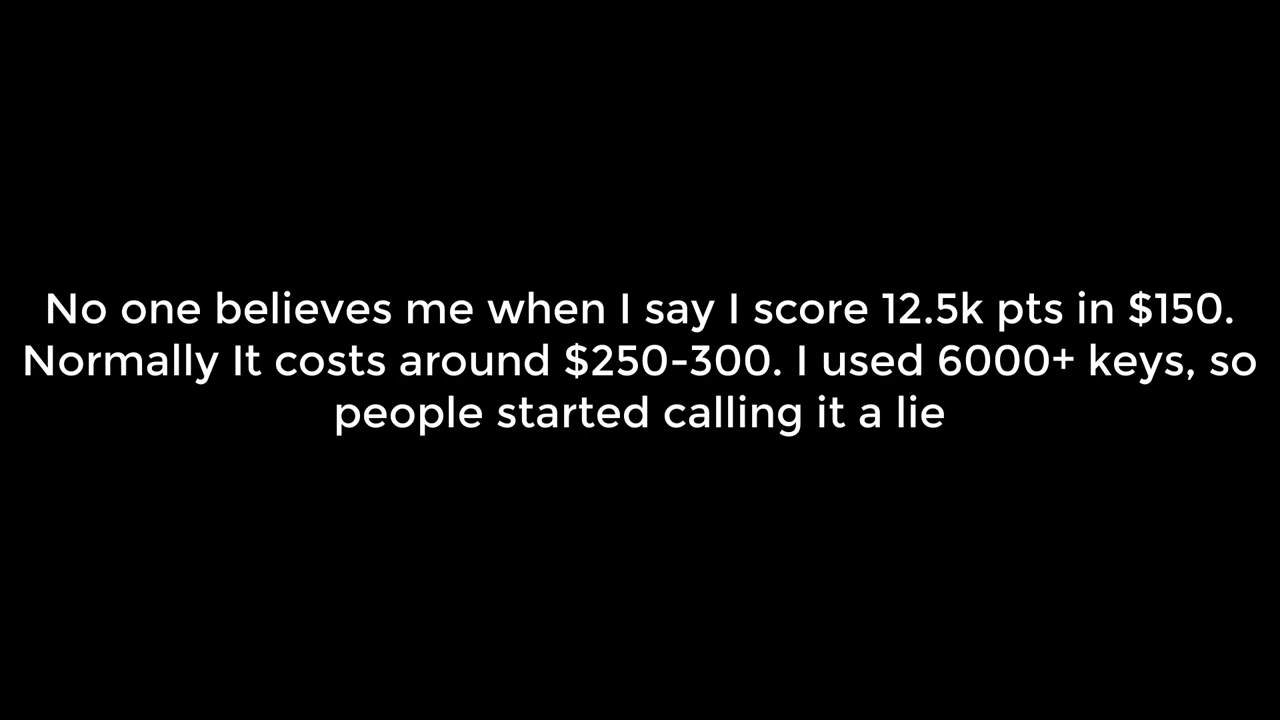 No one believes me when I say I score 12.5k pts in $150.
Normally It costs around $250-300. I used 6000+ keys, so
people started calling it a lie